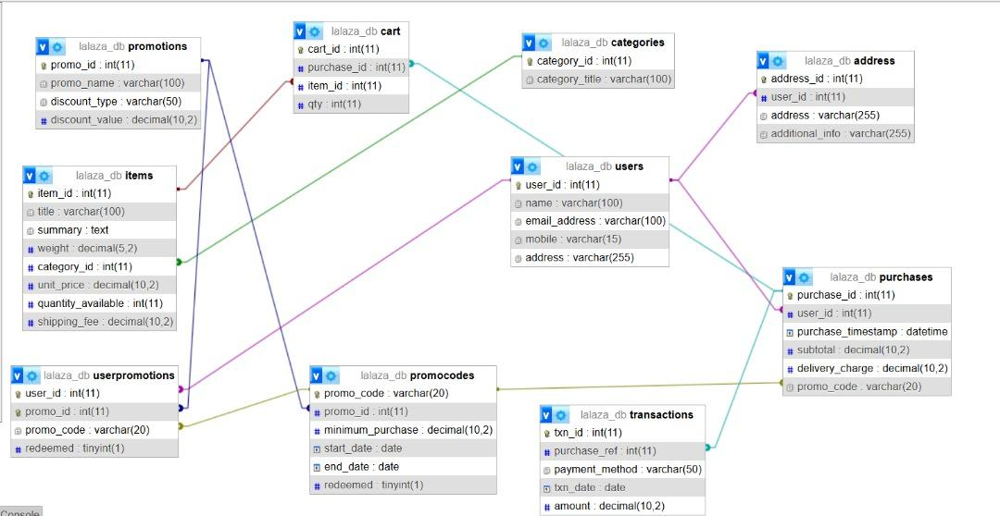 lalaza_db promotions
promo_id : int(11)
promo_name : varchar(100)
discount_type : varchar(50)
discount_value : decimal(10,2)
lalaza_db cart
cart_id : int(11)
purchase_id : int(11)
item_id : int(11)
qty : int(11)
lalaza_db categories
category_id : int(11)
category_title : varchar(100)
lalaza_db address
address_id : int(11)
user_id : int(11)
address : varchar(255)
additional_info : varchar(255)
lalaza_db items
item_id : int(11)
title : varchar(100)
summary : text
weight : decimal(5,2)
category_id : int(11)
unit_price : decimal(10,2)
quantity_available : int(11)
shipping_fee : decimal(10,2)
lalaza_db users
user_id : int(11)
name : varchar(100)
email_address : varchar(100)
mobile : varchar(15)
address : varchar(255)
lalaza_db purchases
purchase_id : int(11)
user_id : int(11)
purchase_timestamp : datetime
subtotal : decimal(10,2)
delivery_charge : decimal(10,2)
promo_code : varchar(20)
lalaza_db userpromotions
user_id : int(11)
promo_id : int(11)
promo_code : varchar(20)
redeemed : tinyint(1)
lalaza_db promocodes
promo_code : varchar(20)
promo_id : int(11)
minimum_purchase : decimal(10,2)
start_date : date
end_date : date
redeemed : tinyint(1)
lalaza_db transactions
txn_id : int(11)
purchase_ref : int(11)
payment_method : varchar(50)
txn_date : date
amount : decimal(10,2)
Console